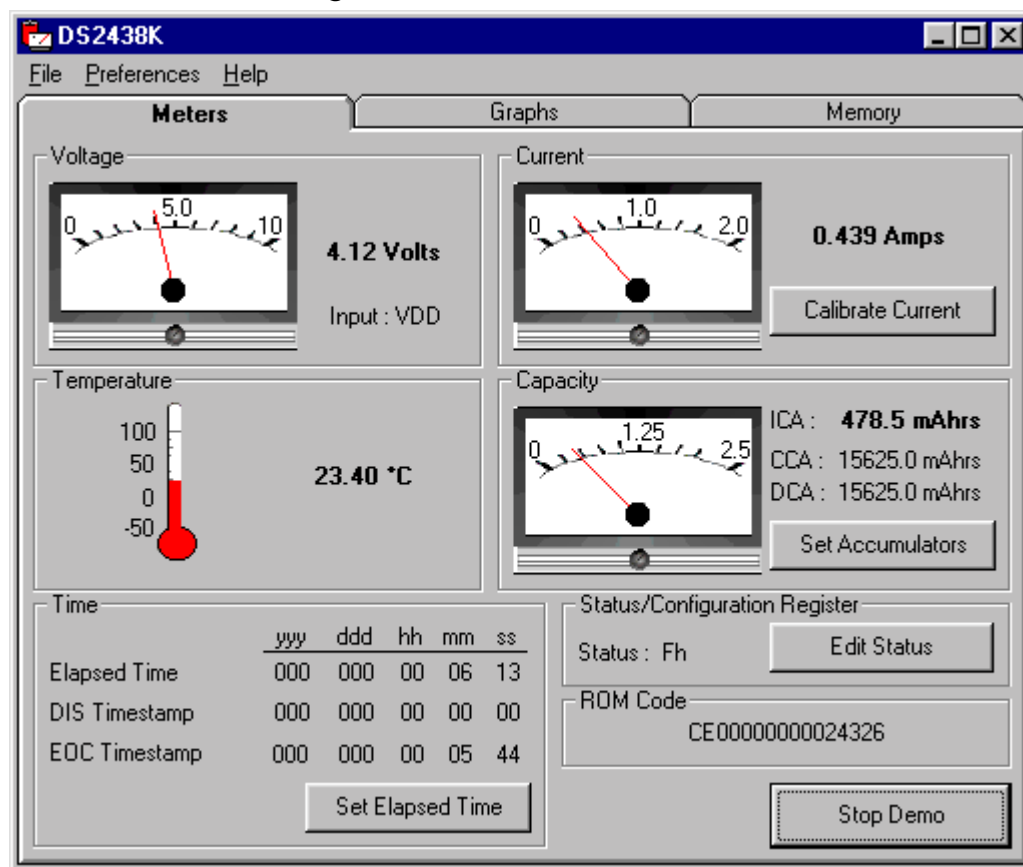 DS2438K
File Preferences Help
Meters Graphs Memory
Voltage
0 5.0 10
4.12 Volts
Input : VDD
Current
0 1.0 2.0
0.439 Amps
Calibrate Current
Temperature
100
50
0
-50
23.40 °C
Capacity
0 1.25 2.5
ICA : 478.5 mAhrs
CCA : 15625.0 mAhrs
DCA : 15625.0 mAhrs
Set Accumulators
Time
yyy ddd hh mm ss
Elapsed Time 000 000 00 06 13
DIS Timestamp 000 000 00 00 00
EOC Timestamp 000 000 00 05 44
Set Elapsed Time
Status/Configuration Register
Status : Fh
Edit Status
ROM Code
CE00000000024326
Stop Demo